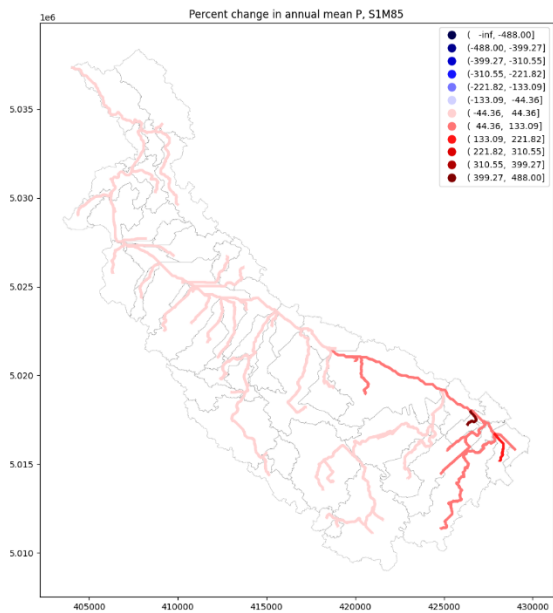 Percent change in annual mean P, S1M85
1e6
( -inf, -488.00]
(-488.00, -399.27]
(-399.27, -310.55]
(-310.55, -221.82]
(-221.82, -133.09]
(-133.09, -44.36]
(-44.36, 44.36]
( 44.36, 133.09]
( 133.09, 221.82]
( 221.82, 310.55]
( 310.55, 399.27]
( 399.27, 488.00]
5.035
5.030
5.025
5.020
5.015
5.010
405000 410000 415000 420000 425000 430000